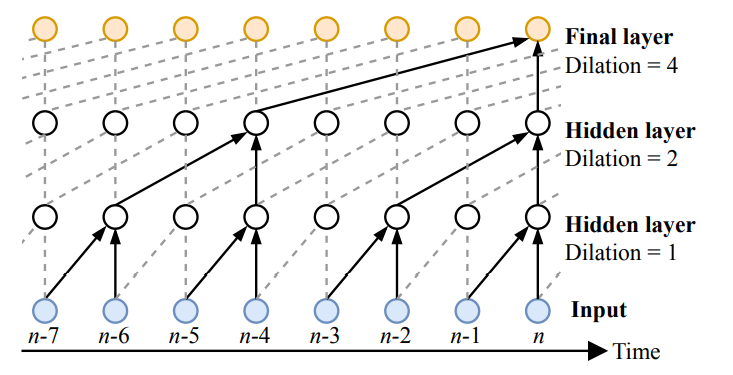 Final layer
Dilation = 4
Hidden layer
Dilation = 2
Hidden layer
Dilation = 1
Input
n-7 n-6 n-5 n-4 n-3 n-2 n-1 n
Time